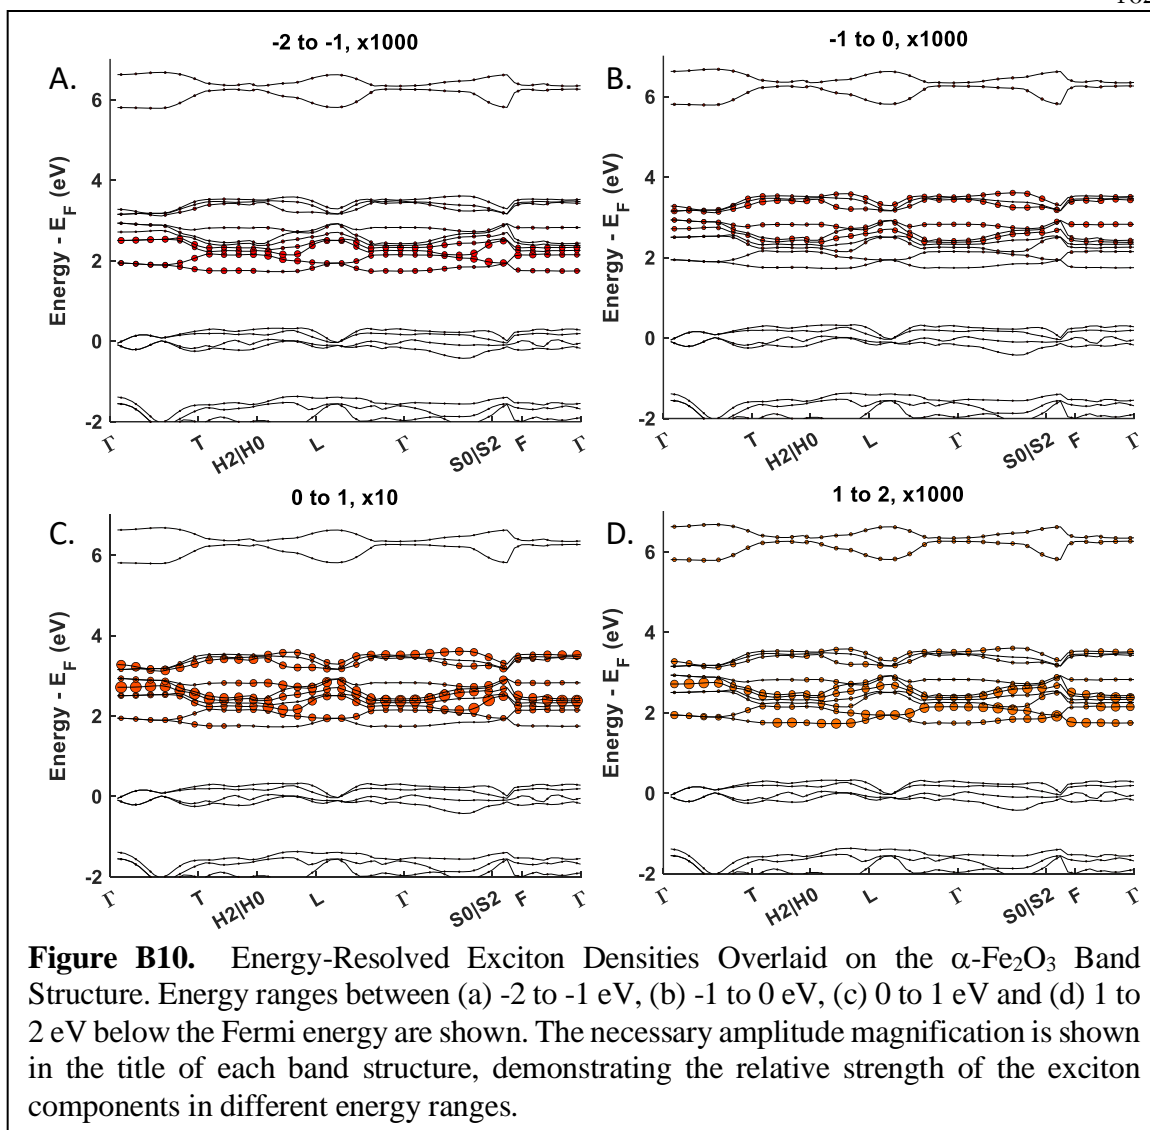 -2 to -1, x1000
A.
Energy - E_F (eV)
6
4
2
0
-2
Γ T H2|H0 L Γ S0|S2 F Γ
-1 to 0, x1000
B.
Energy - E_F (eV)
6
4
2
0
-2
Γ T H2|H0 L Γ S0|S2 F Γ
0 to 1, x10
C.
Energy - E_F (eV)
6
4
2
0
-2
Γ T H2|H0 L Γ S0|S2 F Γ
1 to 2, x1000
D.
Energy - E_F (eV)
6
4
2
0
-2
Γ T H2|H0 L Γ S0|S2 F Γ
Figure B10. Energy-Resolved Exciton Densities Overlaid on the α-Fe₂O₃ Band
Structure. Energy ranges between (a) -2 to -1 eV, (b) -1 to 0 eV, (c) 0 to 1 eV and (d) 1 to
2 eV below the Fermi energy are shown. The necessary amplitude magnification is shown
in the title of each band structure, demonstrating the relative strength of the exciton
components in different energy ranges.